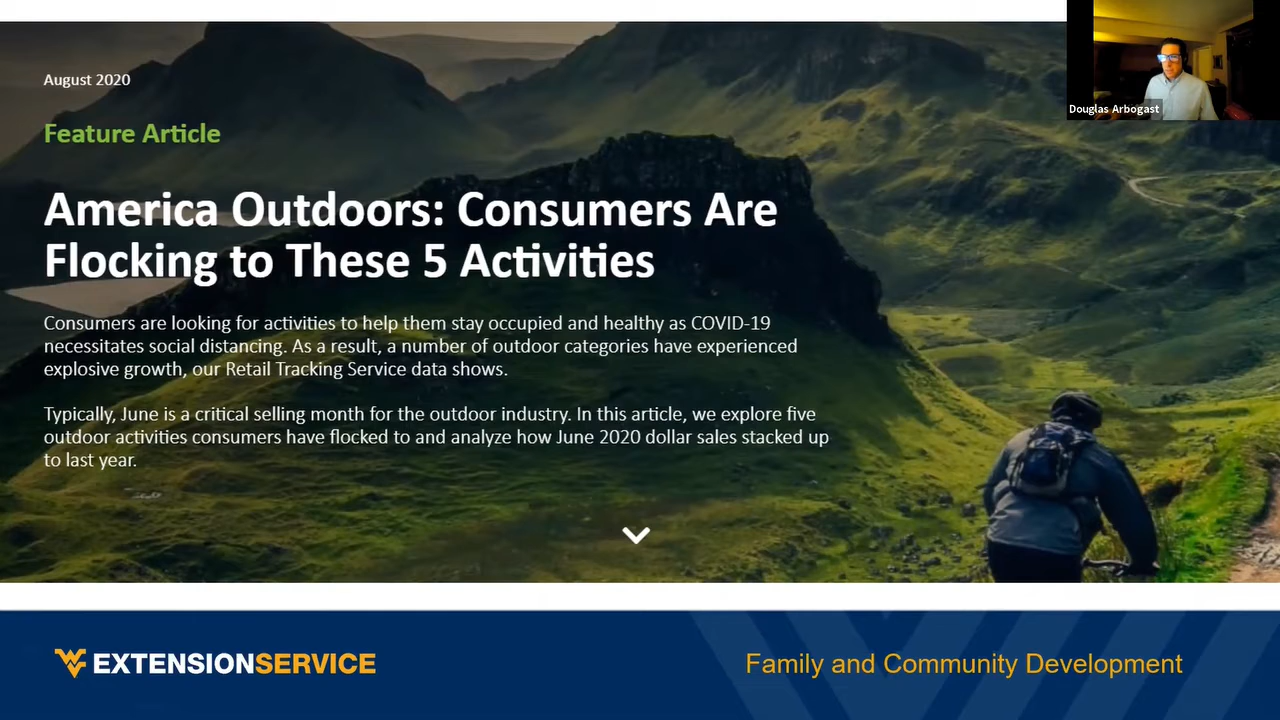 August 2020
Douglas Arbogast
Feature Article
America Outdoors: Consumers Are
Flocking to These 5 Activities
Consumers are looking for activities to help them stay occupied and healthy as COVID-19
necessitates social distancing. As a result, a number of outdoor categories have experienced
explosive growth, our Retail Tracking Service data shows.
Typically, June is a critical selling month for the outdoor industry. In this article, we explore five
outdoor activities consumers have flocked to and analyze how June 2020 dollar sales stacked up
to last year.
EXTENSIONSERVICE
Family and Community Development